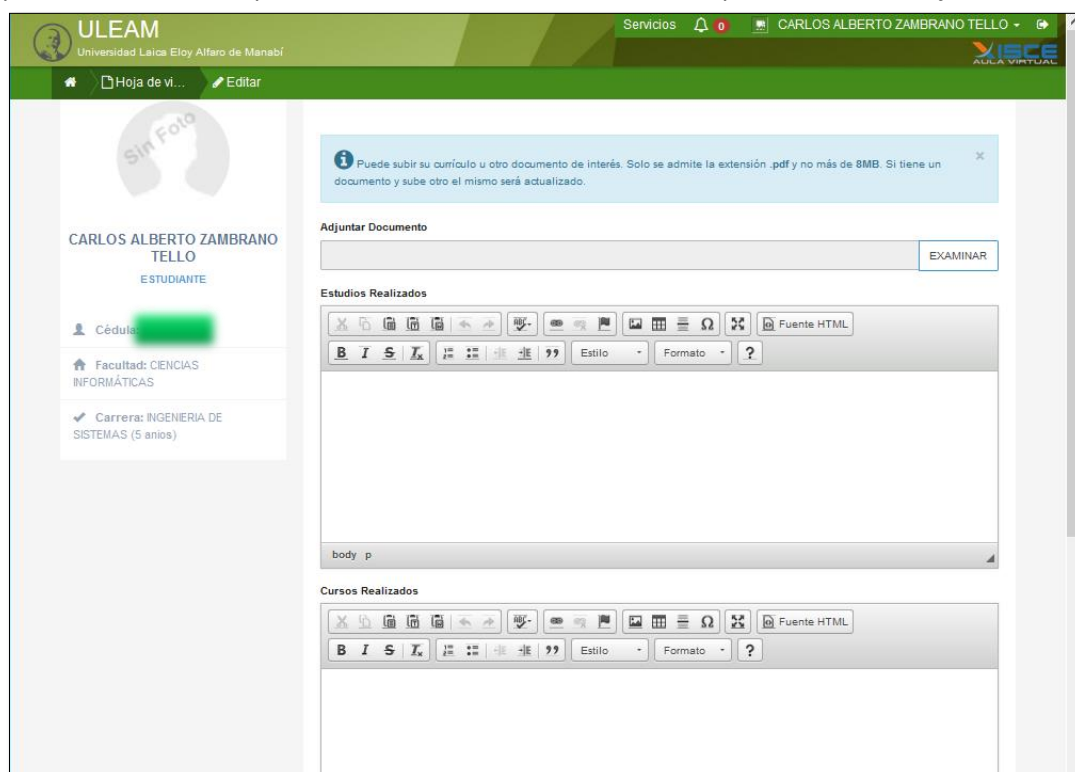 ULEAM
Universidad Laica Eloy Alfaro de Manabí
Servicios 0 CARLOS ALBERTO ZAMBRANO TELLO
XISCE
AULA VIRTUAL
Hoja de vi... Editar
Sin Foto
CARLOS ALBERTO ZAMBRANO
TELLO
ESTUDIANTE
Cédula:
Facultad: CIENCIAS
INFORMÁTICAS
Carrera: INGENIERIA DE
SISTEMAS (5 anios)
Puede subir su currículo u otro documento de interés. Solo se admite la extensión .pdf y no más de 8MB. Si tiene un ×
documento y sube otro el mismo será actualizado.
Adjuntar Documento
EXAMINAR
Estudios Realizados
Ω Fuente HTML
B I S Ix Estilo Formato ?
body p
Cursos Realizados
Ω Fuente HTML
B I S Ix Estilo Formato ?